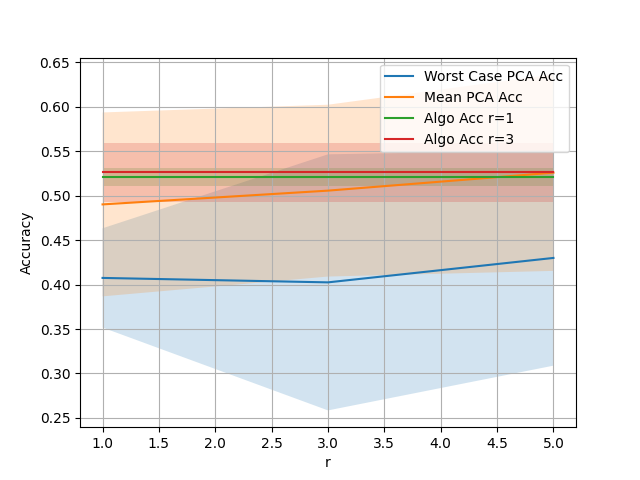 0.65
0.60
0.55
0.50
0.45
0.40
0.35
0.30
0.25
Accuracy
Worst Case PCA Acc
Mean PCA Acc
Algo Acc r=1
Algo Acc r=3
1.0 1.5 2.0 2.5 3.0 3.5 4.0 4.5 5.0
r